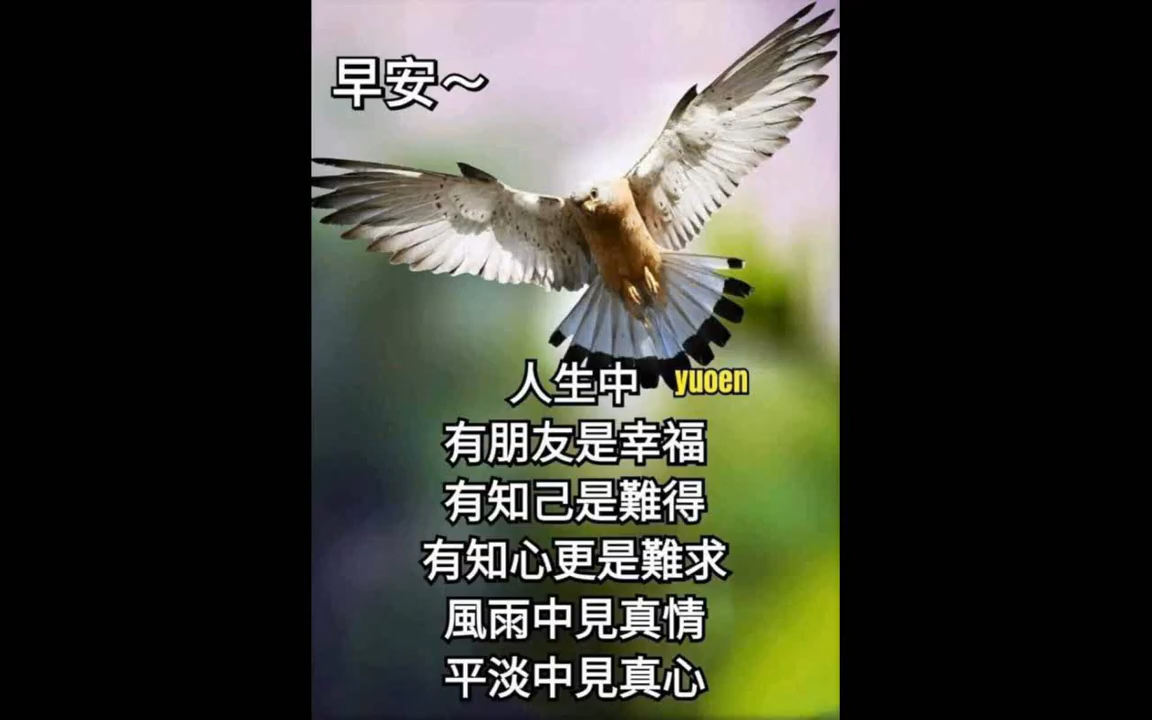 早安～
人生中 yuoen
有朋友是幸福
有知己是難得
有知心更是難求
風雨中見真情
平淡中見真心